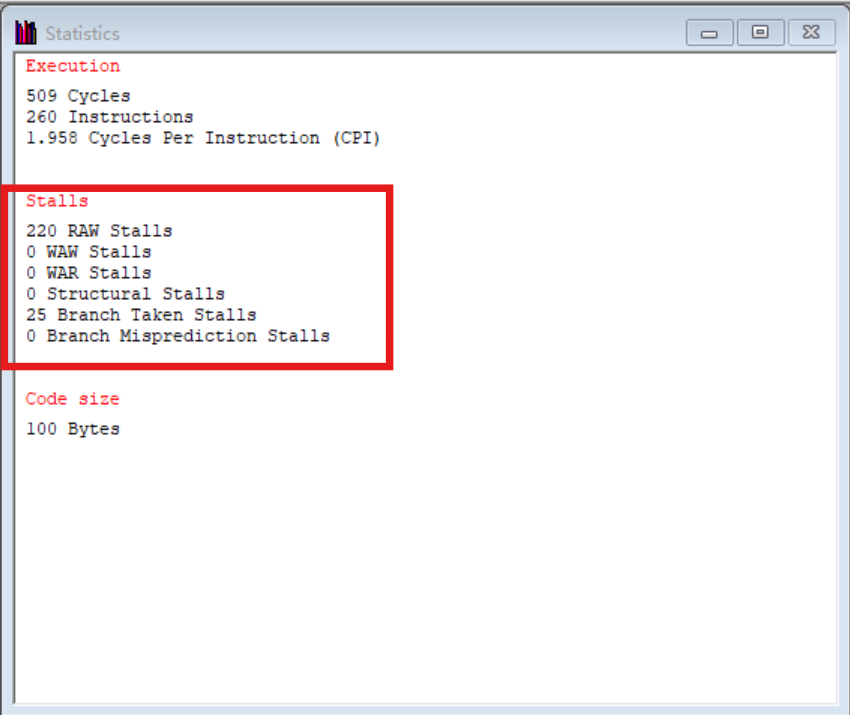 Statistics
Execution
509 Cycles
260 Instructions
1.958 Cycles Per Instruction (CPI)
Stalls
220 RAW Stalls
0 WAW Stalls
0 WAR Stalls
0 Structural Stalls
25 Branch Taken Stalls
0 Branch Misprediction Stalls
Code size
100 Bytes